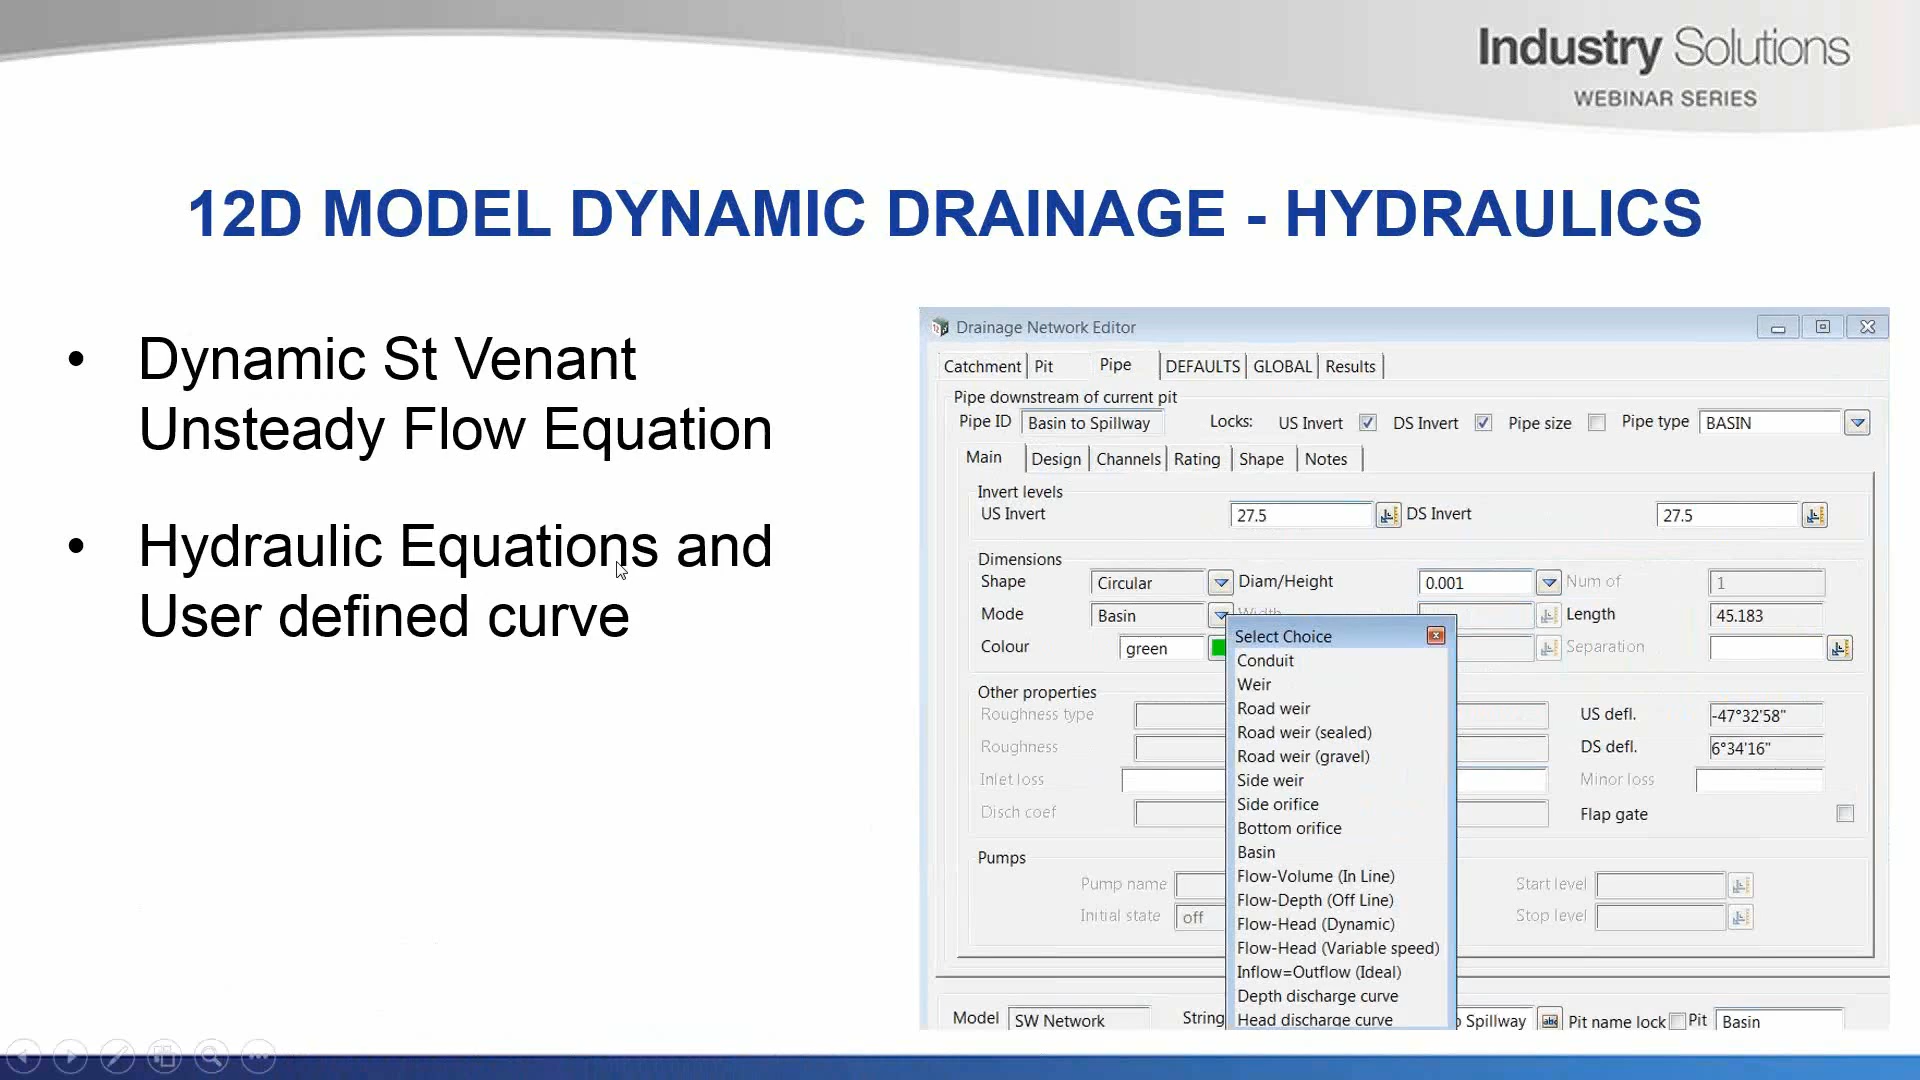 Industry Solutions
WEBINAR SERIES
12D MODEL DYNAMIC DRAINAGE - HYDRAULICS
• Dynamic St Venant
Unsteady Flow Equation
• Hydraulic Equations and
User defined curve
Drainage Network Editor
Catchment Pit Pipe DEFAULTS GLOBAL Results
Pipe downstream of current pit
Pipe ID Basin to Spillway Locks: US Invert DS Invert Pipe size Pipe type BASIN
Main Design Channels Rating Shape Notes
Invert levels
US Invert 27.5 DS Invert 27.5
Dimensions
Shape Circular Diam/Height 0.001 Num of 1
Mode Basin Width Length 45.183
Colour green Separation
Select Choice
Conduit
Weir
Road weir
Road weir (sealed)
Road weir (gravel)
Side weir
Side orifice
Bottom orifice
Basin
Flow-Volume (In Line)
Flow-Depth (Off Line)
Flow-Head (Dynamic)
Flow-Head (Variable speed)
Inflow=Outflow (Ideal)
Depth discharge curve
Head discharge curve
Other properties
Roughness type US defl. -47°32'58"
Roughness DS defl. 6°34'16"
Inlet loss Minor loss
Disch coef Flap gate
Pumps
Pump name Start level
Initial state off Stop level
Model SW Network String Spillway Pit name lock Pit Basin